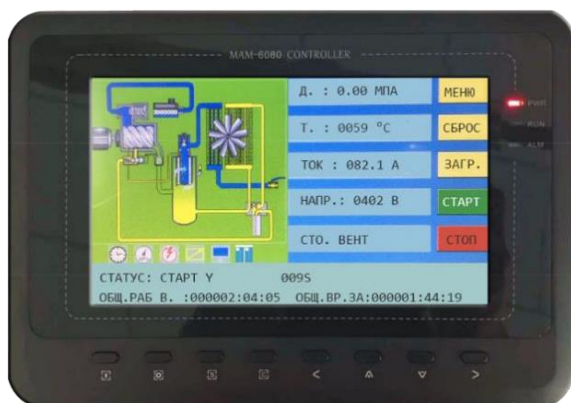 MAM-6080 CONTROLLER
Д. : 0.00 МПА МЕНЮ
Т. : 0059 °C СБРОС
ТОК : 082.1 А ЗАГР.
НАПР.: 0402 В СТАРТ
СТО. ВЕНТ СТОП
СТАТУС: СТАРТ Y 009S
ОБЩ.РАБ В. :000002:04:05 ОБЩ.ВР.ЗА:000001:44:19
PWR
RUN
ALM